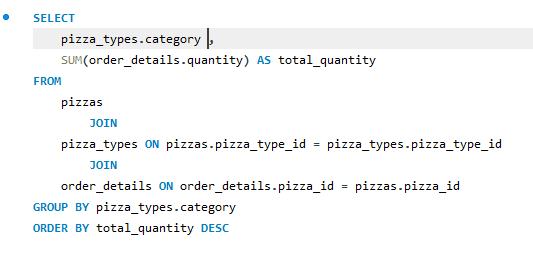 SELECT
pizza_types.category ,
SUM(order_details.quantity) AS total_quantity
FROM
pizzas
JOIN
pizza_types ON pizzas.pizza_type_id = pizza_types.pizza_type_id
JOIN
order_details ON order_details.pizza_id = pizzas.pizza_id
GROUP BY pizza_types.category
ORDER BY total_quantity DESC